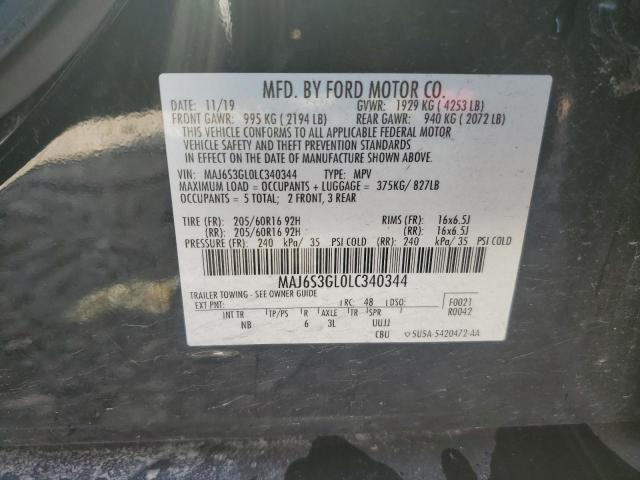 MFD. BY FORD MOTOR CO.
DATE: 11/19 GVWR: 1929 KG ( 4253 LB)
FRONT GAWR: 995 KG ( 2194 LB) REAR GAWR: 940 KG ( 2072 LB)
THIS VEHICLE CONFORMS TO ALL APPLICABLE FEDERAL MOTOR
VEHICLE SAFETY AND THEFT PREVENTION STANDARDS
IN EFFECT ON THE DATE OF MANUFACTURE SHOWN ABOVE.
VIN: MAJ6S3GL0LC340344 TYPE: MPV
MAXIMUM LOAD = OCCUPANTS + LUGGAGE = 375KG/ 827LB
OCCUPANTS = 5 TOTAL; 2 FRONT, 3 REAR
TIRE (FR): 205/60R16 92H RIMS (FR): 16x6.5J
(RR): 205/60R16 92H (RR): 16x6.5J
PRESSURE (FR): 240 kPa/ 35 PSI COLD (RR): 240 kPa/ 35 PSI COLD
MAJ6S3GL0LC340344
TRAILER TOWING - SEE OWNER GUIDE
EXT PNT: RC: 48 DSO: F0021
R0042
INT TR TP/PS R AXLE TR SPR
NB 6 3L UUJJ
CBU 5U5A-5420472-AA